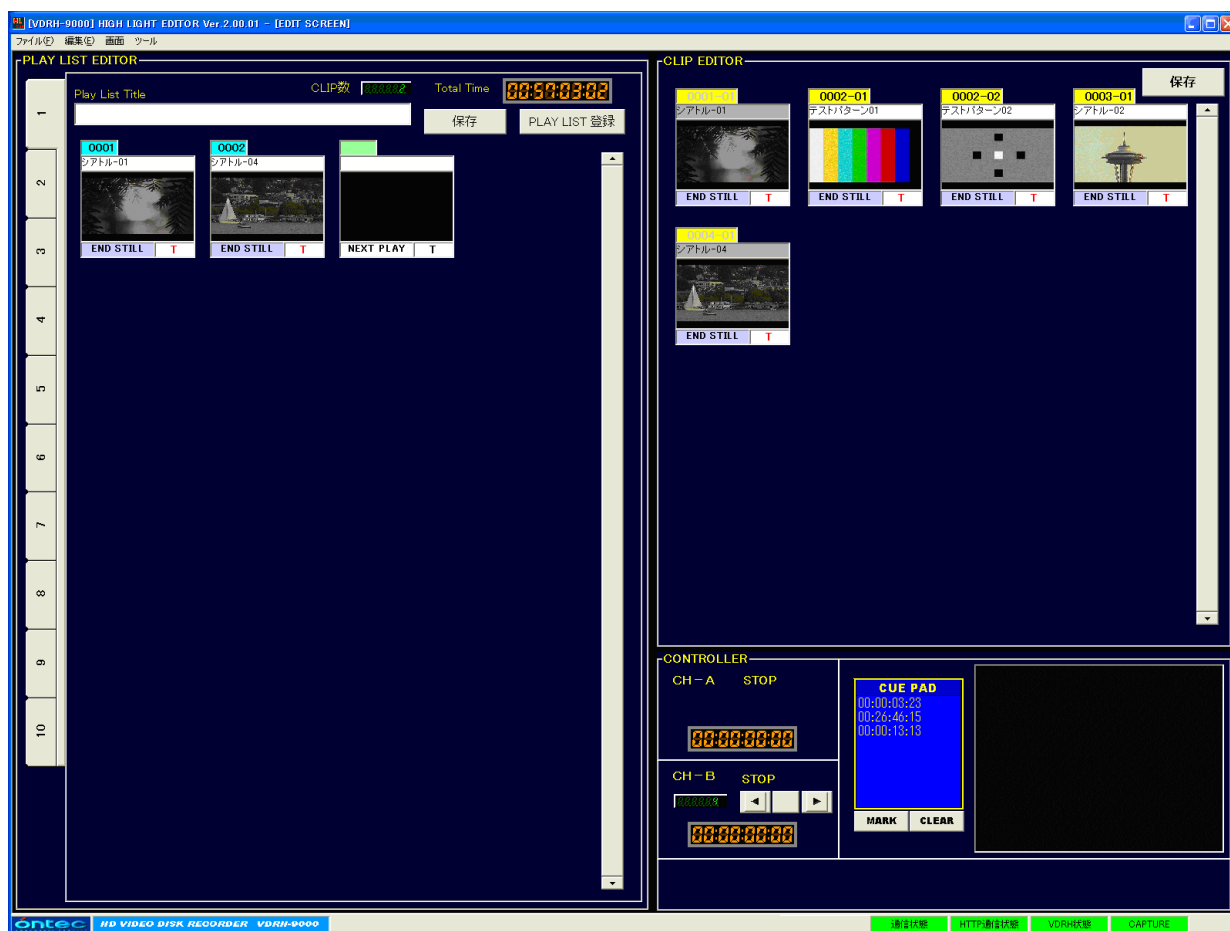 [VDRH-9000] HIGH LIGHT EDITOR Ver.2.00.01 - [EDIT SCREEN]
ファイル(F) 編集(E) 画面 ツール
PLAY LIST EDITOR
Play List Title
CLIP数 2
Total Time 00:50:03:02
保存
PLAY LIST 登録
1
2
3
4
5
6
7
8
9
10
0001
シアトル-01
END STILL T
0002
シアトル-04
END STILL T
NEXT PLAY T
CLIP EDITOR
保存
0001-01
シアトル-01
END STILL T
0002-01
テストパターン01
END STILL T
0002-02
テストパターン02
END STILL T
0003-01
シアトル-02
END STILL T
0004-01
シアトル-04
END STILL T
CONTROLLER
CH-A STOP
00:00:00:00
CH-B STOP
00:00:00:00
CUE PAD
00:00:03:23
00:26:46:15
00:00:13:13
MARK CLEAR
óntec HD VIDEO DISK RECORDER VDRH-9000
通信状態 HTTP通信状態 VDRH状態 CAPTURE